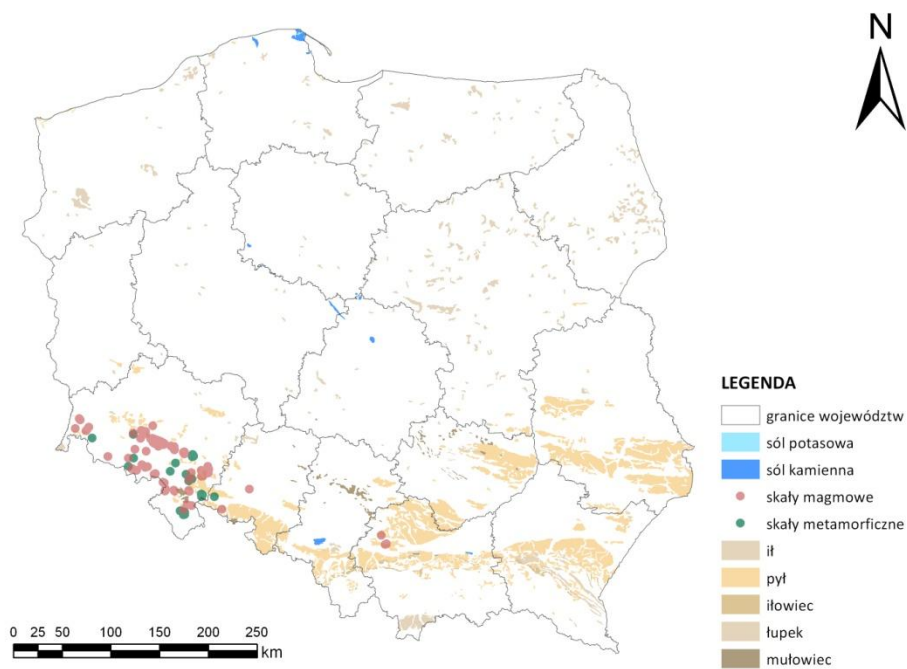 N
LEGENDA
granice województw
sól potasowa
sól kamienna
skały magmowe
skały metamorficzne
ił
pył
iłowiec
łupek
mułowiec
0 25 50 100 150 200 250
km